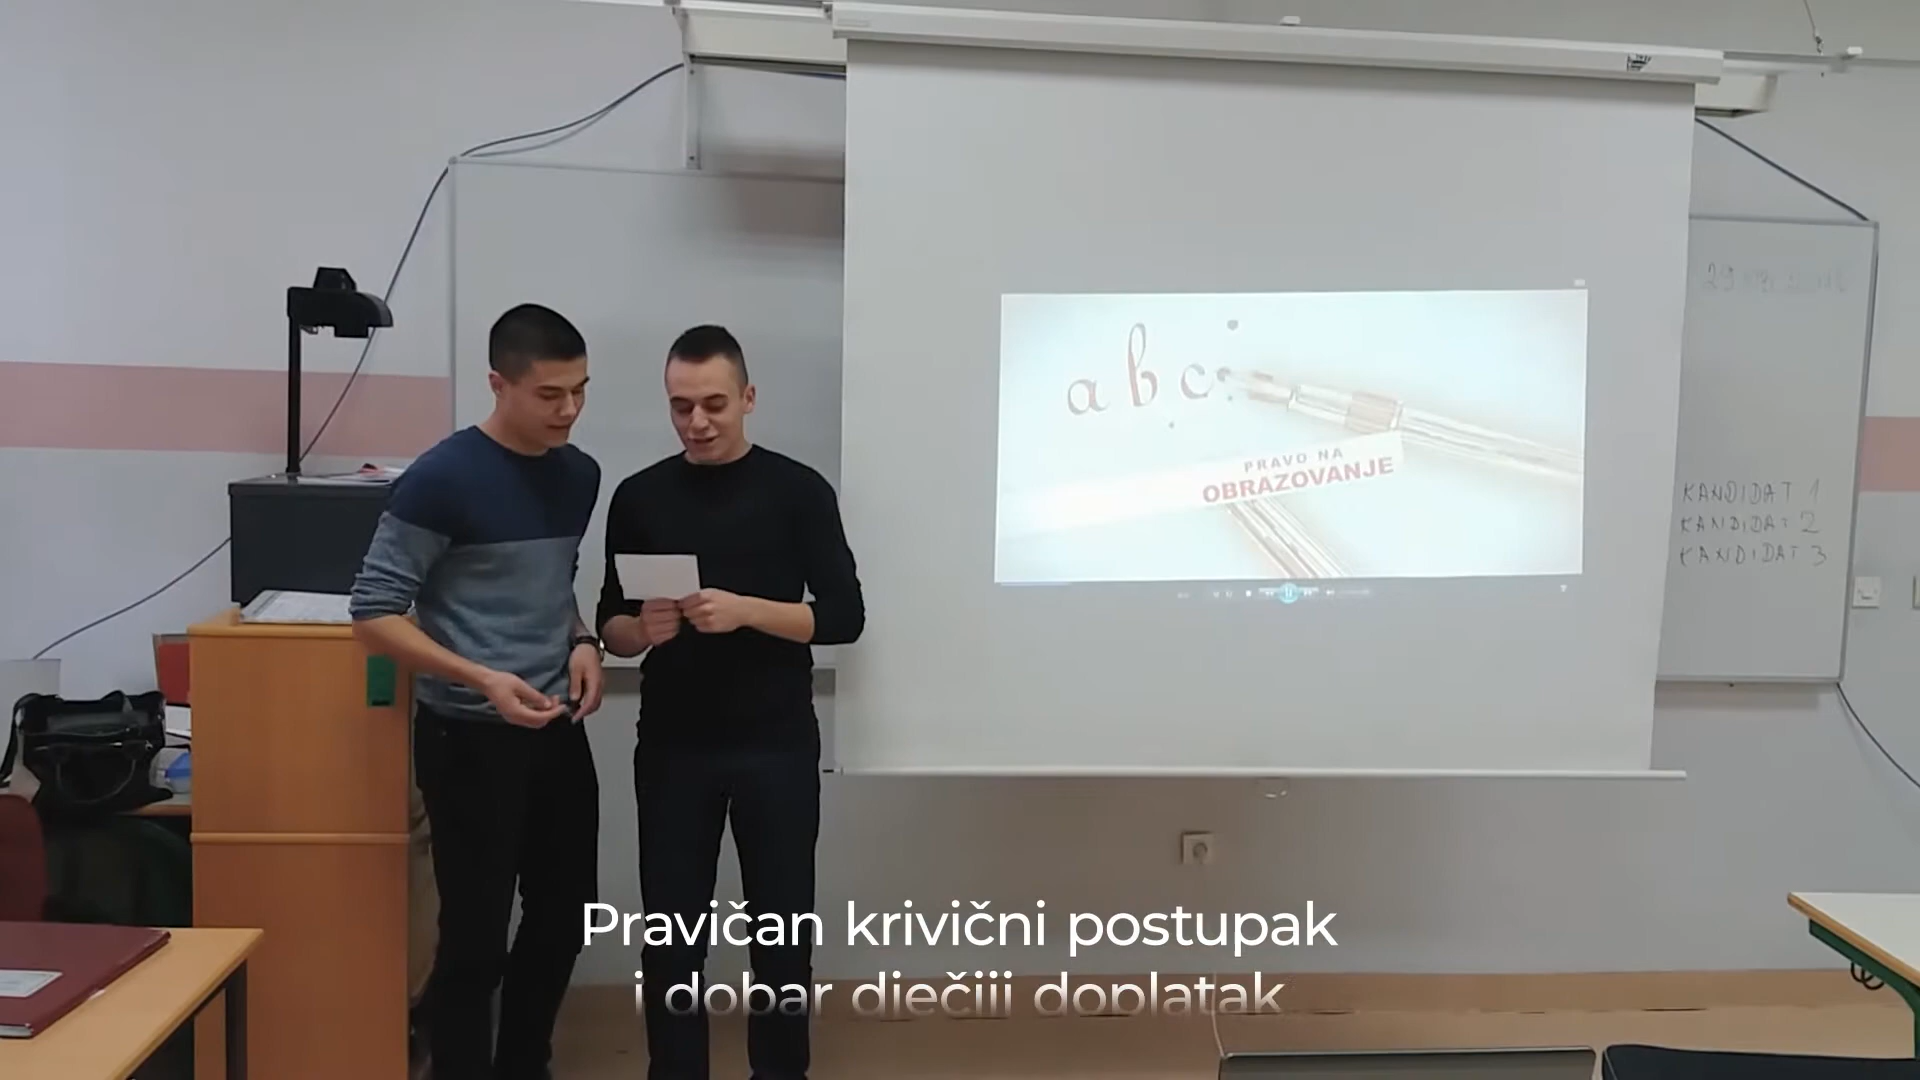 a b c
PRAVO NA
OBRAZOVANJE
KANDIDAT 1
KANDIDAT 2
KANDIDAT 3
Pravičan krivični postupak
i dobar dječiji doplatak